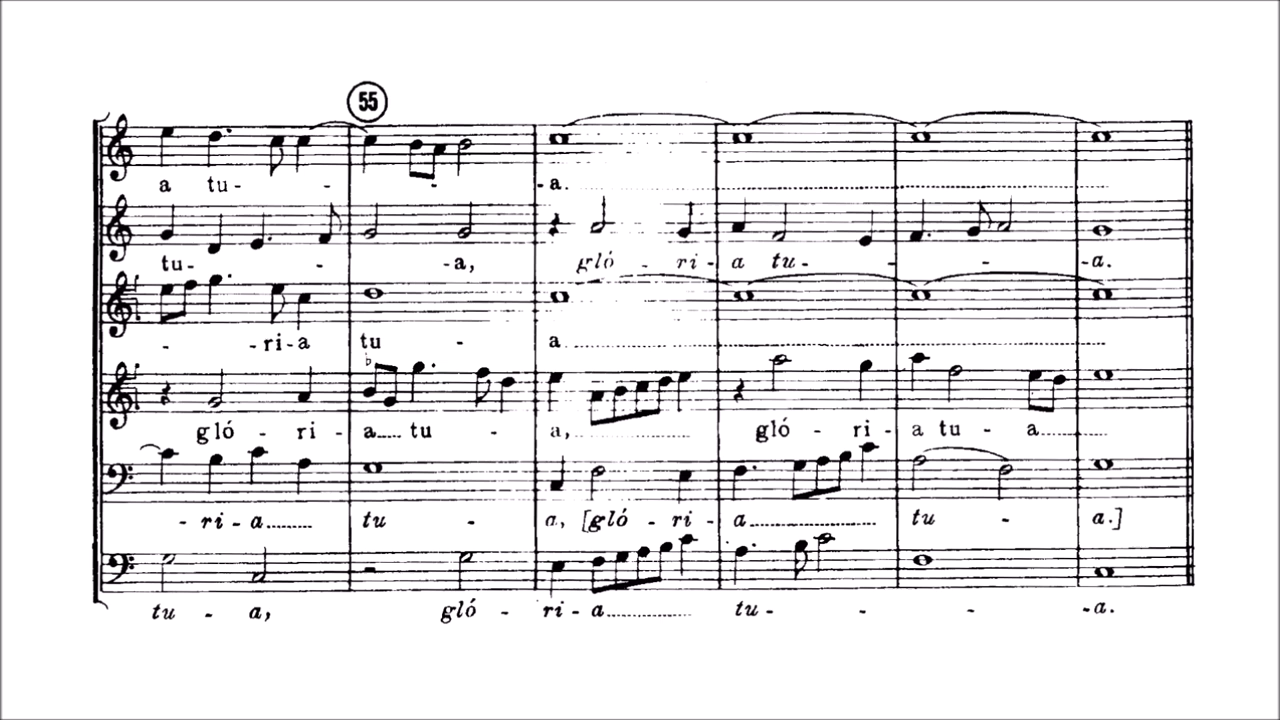 55
a tu - - - -a.
tu- - -a, gló - ri - a tu- - - -a.
- -ri-a tu - a
gló - ri - a tu - a, gló - ri - a tu - a
- ri - a tu - a, [gló - ri - a tu - a.]
tu - a, gló - ri - a tu- - - -a.